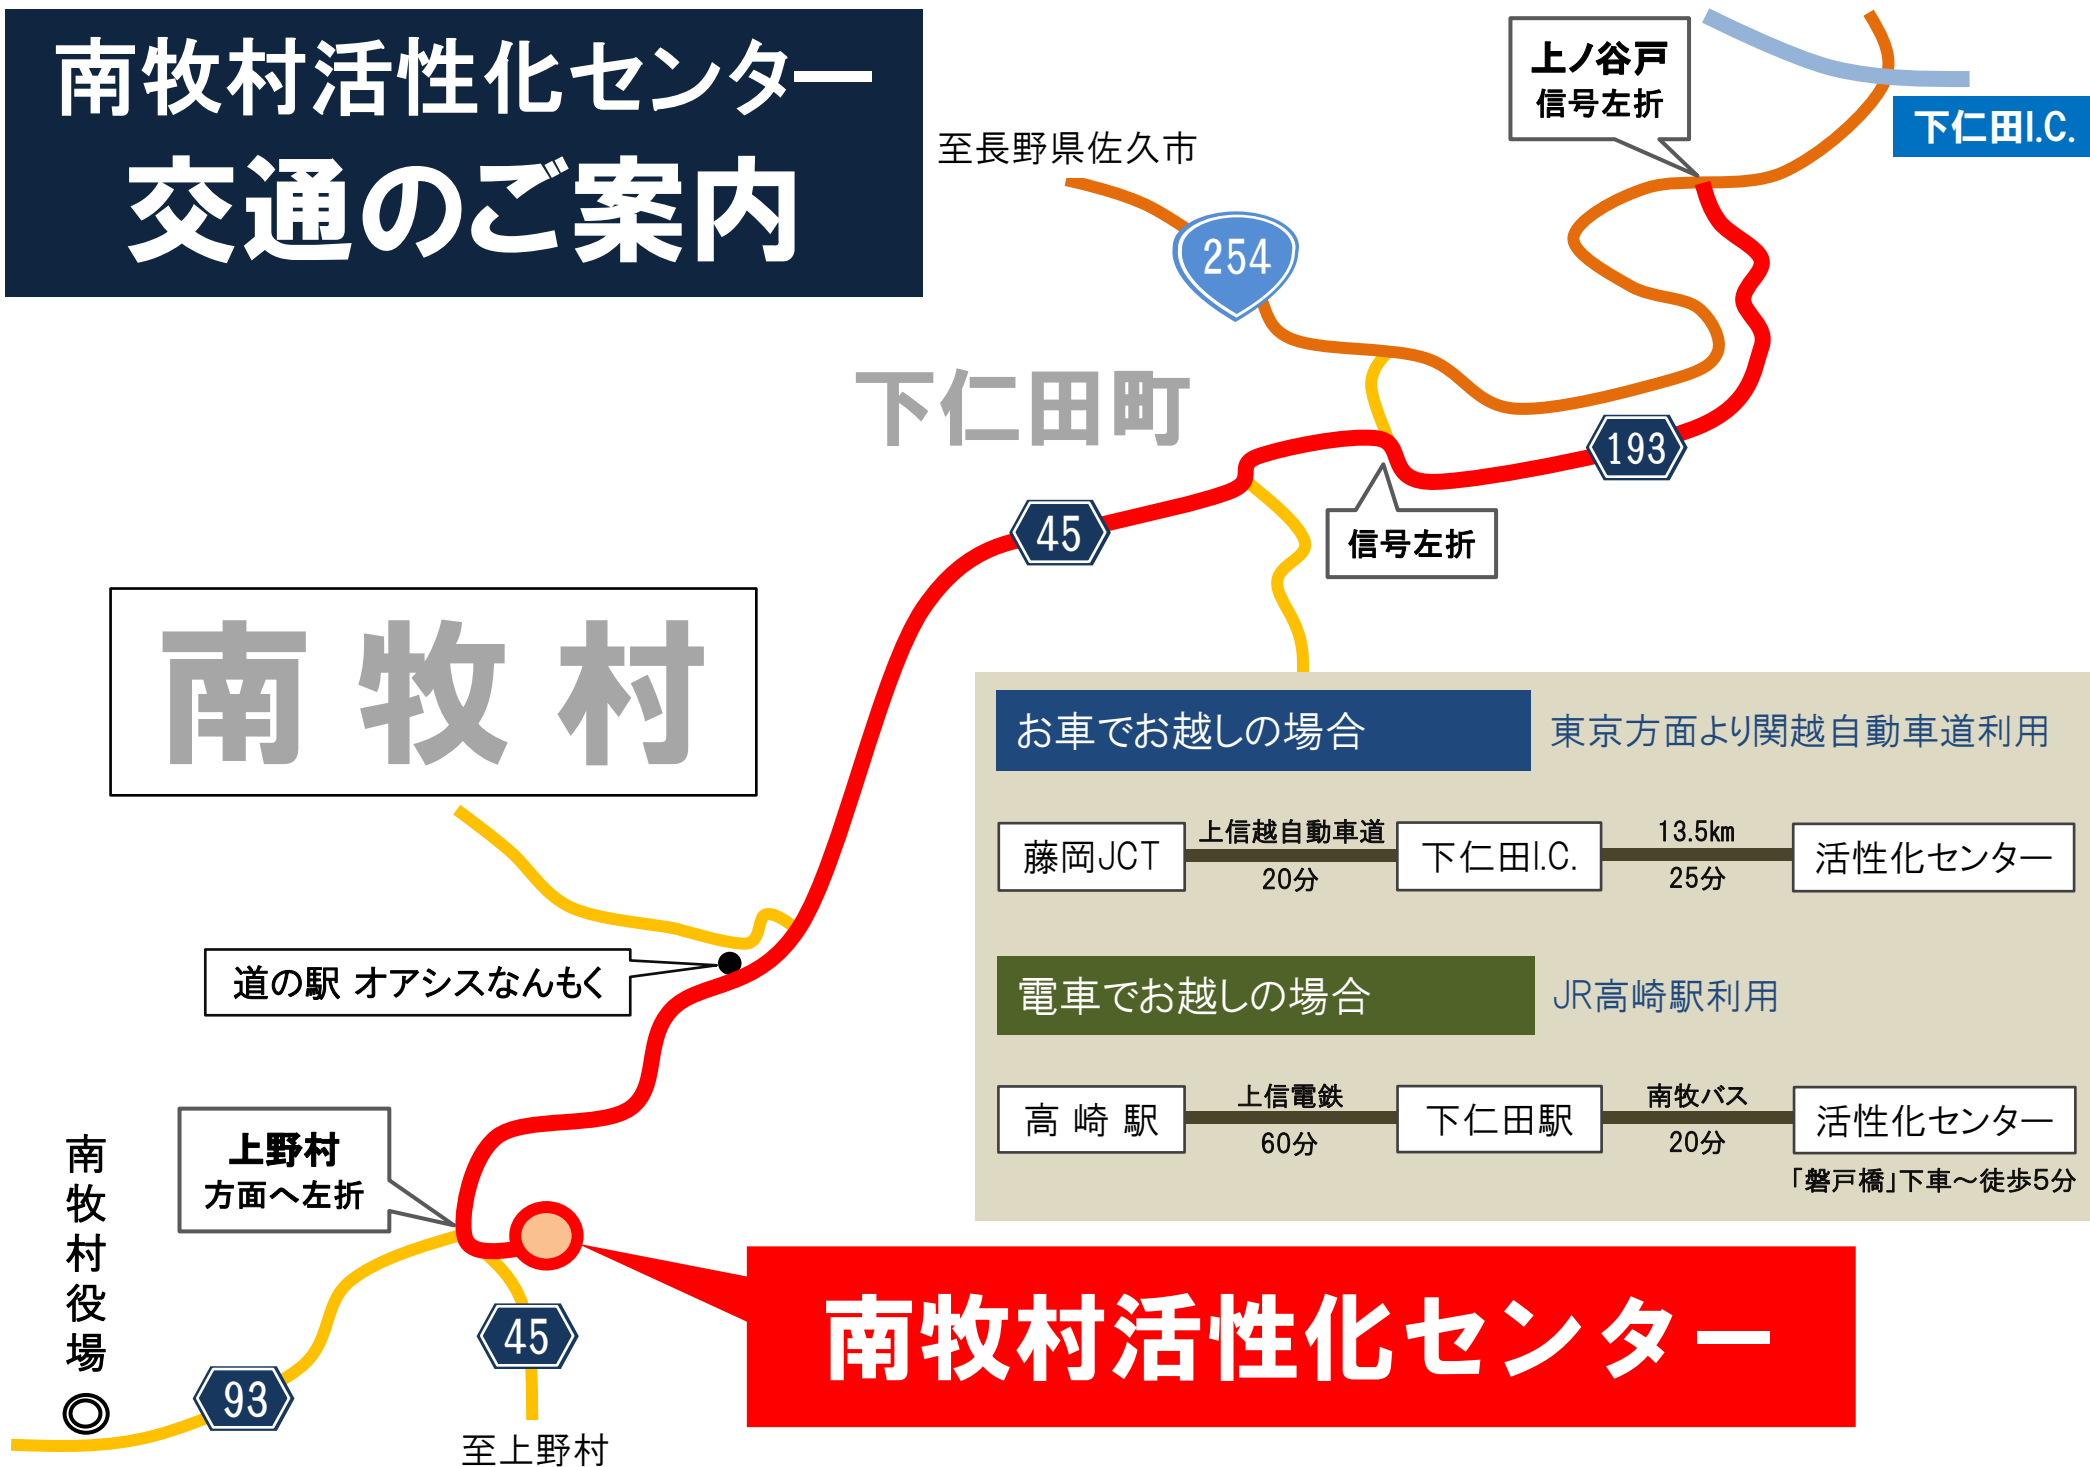 南牧村活性化センター
交通のご案内
上ノ谷戸
信号左折
下仁田I.C.
至長野県佐久市
254
下仁田町
193
45
信号左折
南牧村
お車でお越しの場合
東京方面より関越自動車道利用
藤岡JCT
上信越自動車道
20分
下仁田I.C.
13.5km
25分
活性化センター
道の駅 オアシスなんもく
電車でお越しの場合
JR高崎駅利用
高崎駅
上信電鉄
60分
下仁田駅
南牧バス
20分
活性化センター
「磐戸橋」下車～徒歩5分
上野村
方面へ左折
南牧村役場
南牧村活性化センター
45
93
至上野村